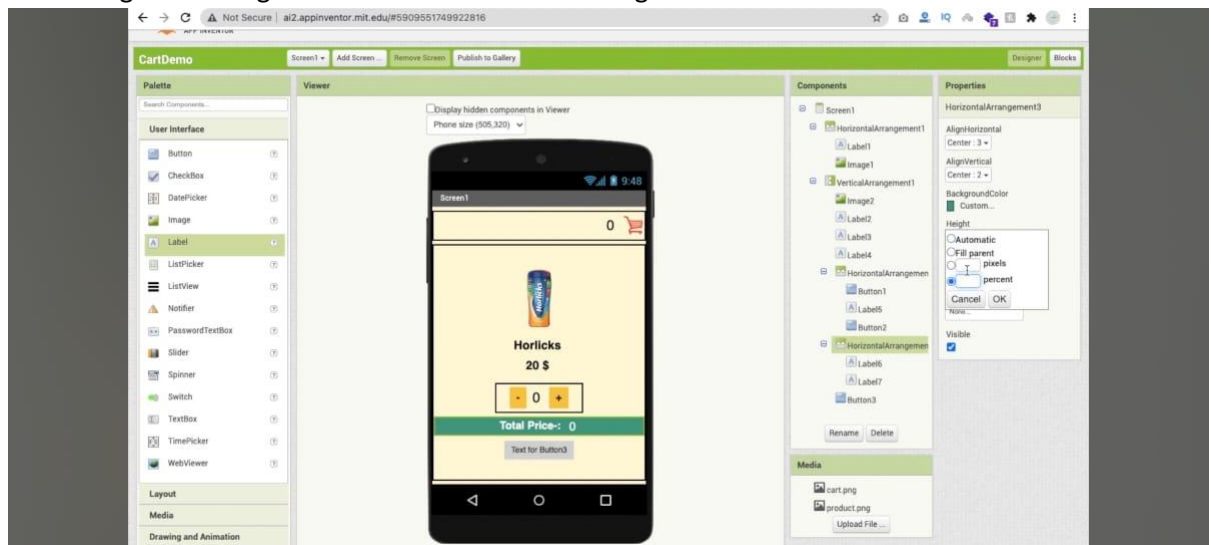 Not Secure | ai2.appinventor.mit.edu/#5909551749922816
APP INVENTOR
CartDemo
Screen1
Add Screen ...
Remove Screen
Publish to Gallery
Designer
Blocks
Palette
Search Components...
User Interface
Button
CheckBox
DatePicker
Image
Label
ListPicker
ListView
Notifier
PasswordTextBox
Slider
Spinner
Switch
TextBox
TimePicker
WebViewer
Layout
Media
Drawing and Animation
Viewer
Display hidden components in Viewer
Phone size (505,320)
9:48
Screen1
0
Horlicks
Horlicks
20 $
- 0 +
Total Price-: 0
Text for Button3
Components
Screen1
HorizontalArrangement1
Label1
Image1
VerticalArrangement1
Image2
Label2
Label3
Label4
HorizontalArrangemen
Button1
Label5
Button2
HorizontalArrangemen
Label6
Label7
Button3
Rename Delete
Media
cart.png
product.png
Upload File ...
Properties
HorizontalArrangement3
AlignHorizontal
Center : 3
AlignVertical
Center : 2
BackgroundColor
Custom...
Height
Automatic
Fill parent
pixels
percent
Cancel OK
None...
Visible